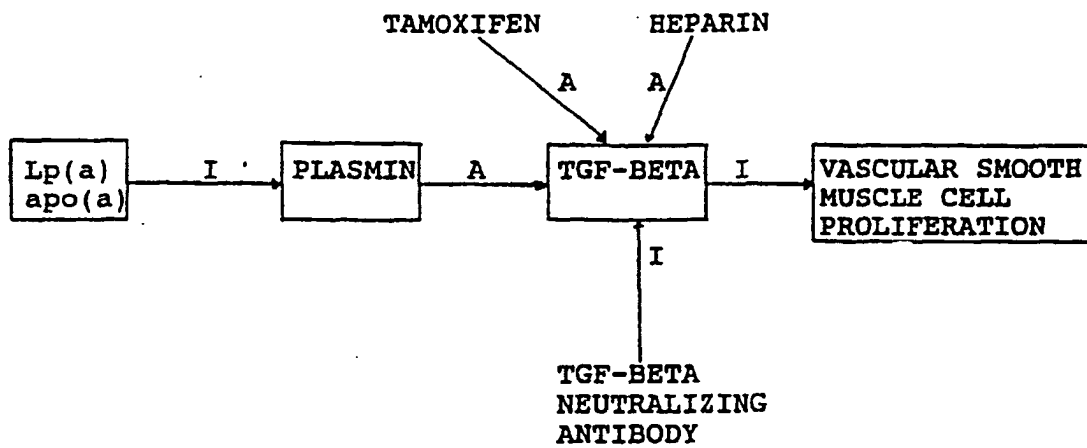 TAMOXIFEN
HEPARIN
A
A
Lp(a)
apo(a)
I
PLASMIN
A
TGF-BETA
I
VASCULAR SMOOTH
MUSCLE CELL
PROLIFERATION
I
TGF-BETA
NEUTRALIZING
ANTIBODY